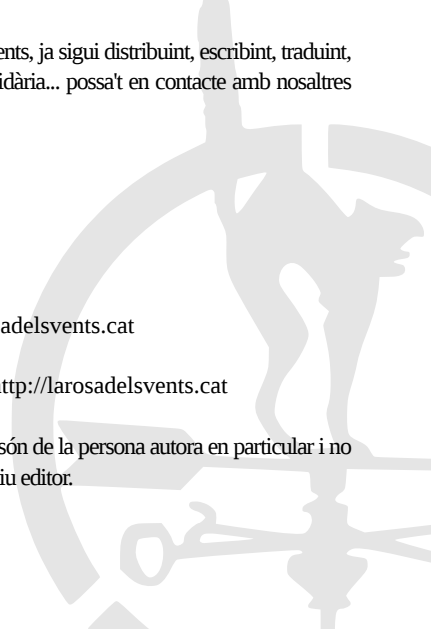 ents, ja sigui distribuint, escribint, traduint,
idària... possa't en contacte amb nosaltres
adelsvents.cat
ttp://larosadelsvents.cat
són de la persona autora en particular i no
iu editor.